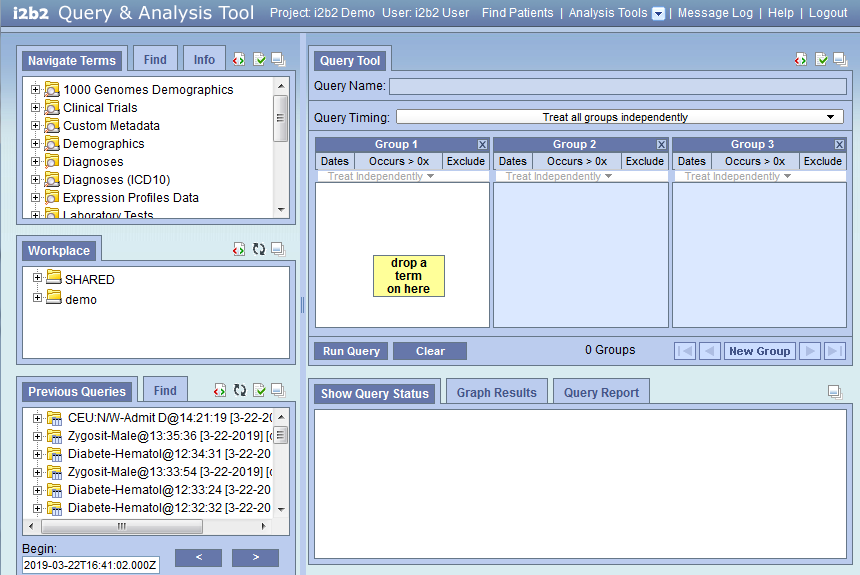 i2b2 Query & Analysis Tool Project: i2b2 Demo User: i2b2 User Find Patients | Analysis Tools | Message Log | Help | Logout
Navigate Terms Find Info
1000 Genomes Demographics
Clinical Trials
Custom Metadata
Demographics
Diagnoses
Diagnoses (ICD10)
Expression Profiles Data
Laboratory Tests
Workplace
SHARED
demo
Previous Queries Find
CEU:N/W-Admit D@14:21:19 [3-22-20
Zygosit-Male@13:35:36 [3-22-2019] [
Diabete-Hematol@12:34:31 [3-22-20
Zygosit-Male@13:33:54 [3-22-2019] [
Diabete-Hematol@12:33:24 [3-22-20
Diabete-Hematol@12:32:32 [3-22-20
Begin:
2019-03-22T16:41:02.000Z < >
Query Tool
Query Name:
Query Timing: Treat all groups independently
Group 1 Group 2 Group 3
Dates Occurs > 0x Exclude Dates Occurs > 0x Exclude Dates Occurs > 0x Exclude
Treat Independently Treat Independently Treat Independently
drop a
term
on here
Run Query Clear 0 Groups New Group
Show Query Status Graph Results Query Report